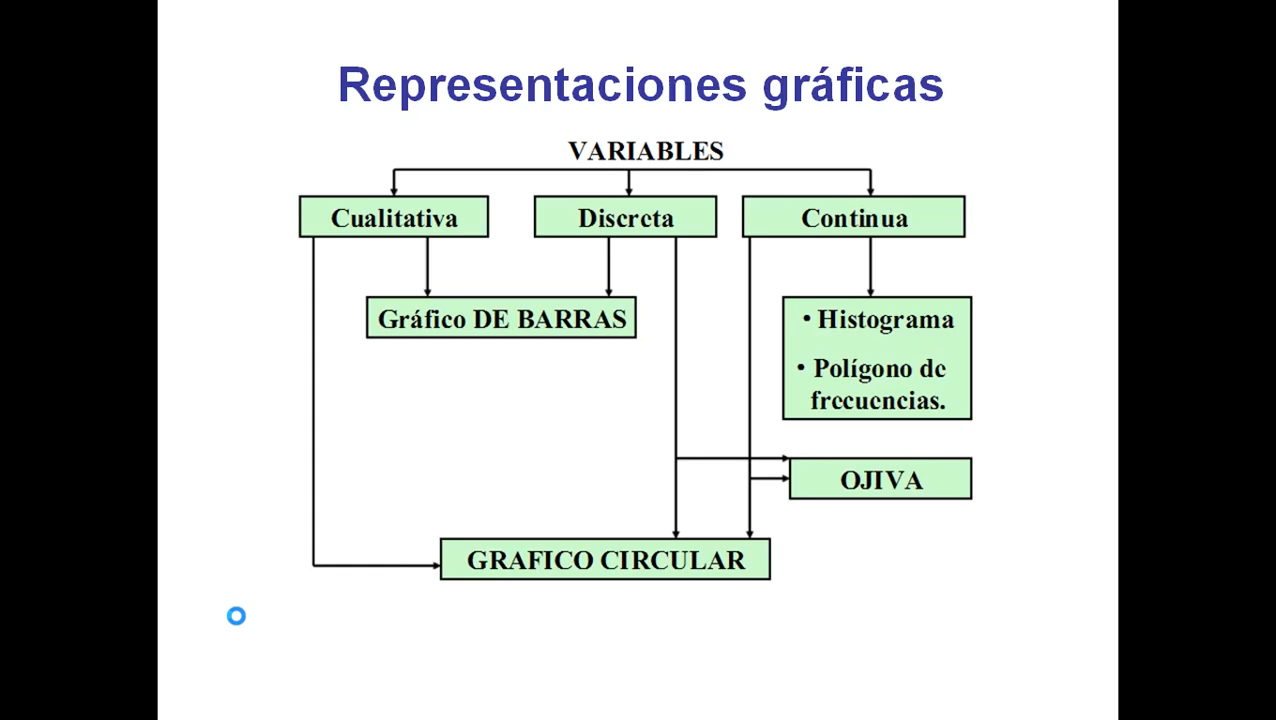 Representaciones gráficas
VARIABLES
Cualitativa
Discreta
Continua
Gráfico DE BARRAS
• Histograma
• Polígono de
frecuencias.
OJIVA
GRAFICO CIRCULAR